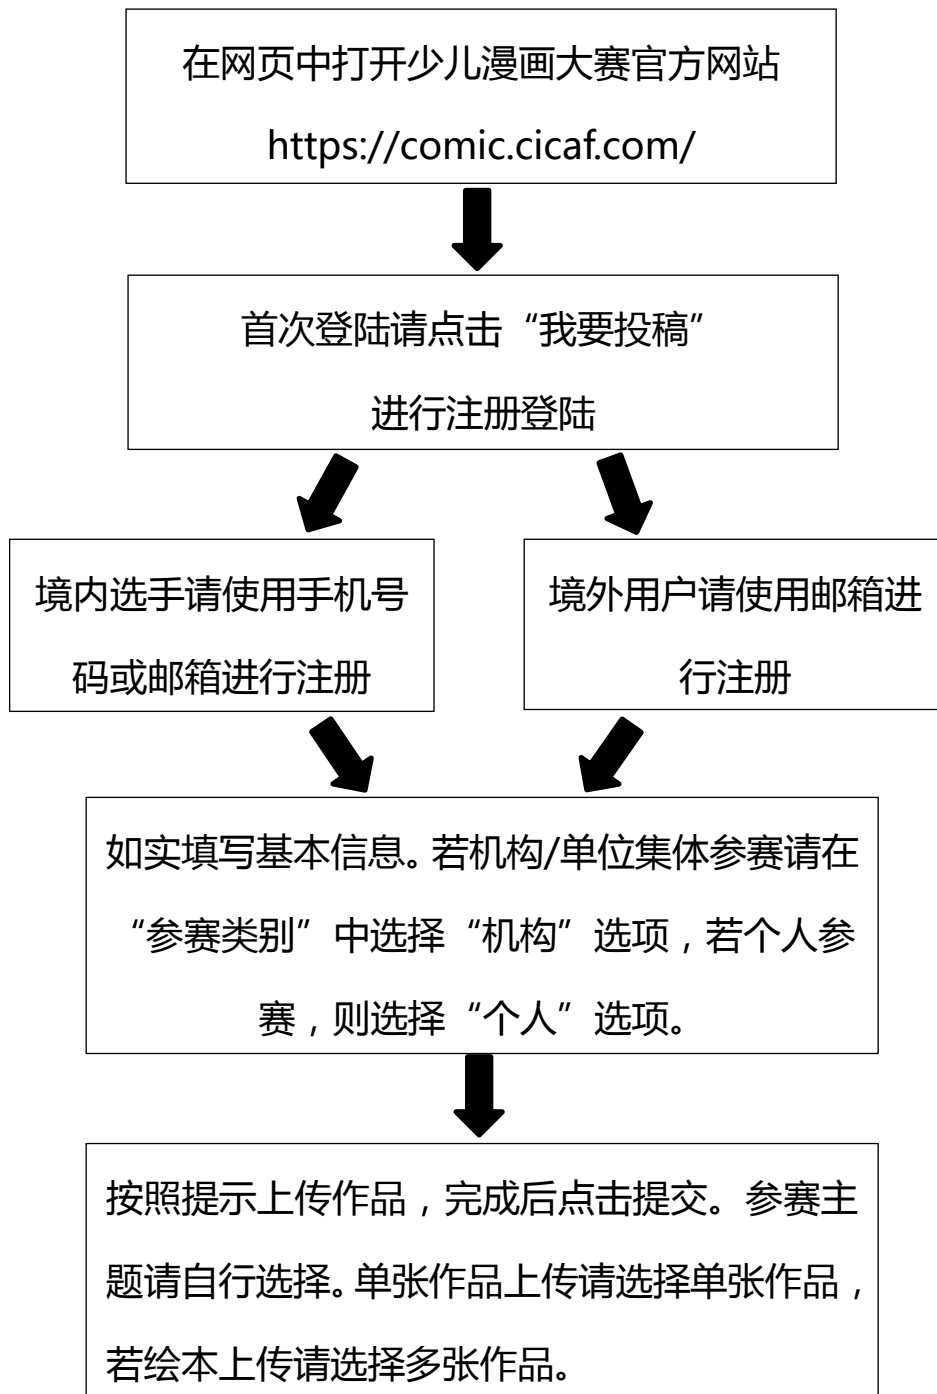 在网页中打开少儿漫画大赛官方网站
https://comic.cicaf.com/
首次登陆请点击“我要投稿”
进行注册登陆
境内选手请使用手机号
码或邮箱进行注册
境外用户请使用邮箱进
行注册
如实填写基本信息。若机构/单位集体参赛请在
“参赛类别”中选择“机构”选项，若个人参
赛，则选择“个人”选项。
按照提示上传作品，完成后点击提交。参赛主
题请自行选择。单张作品上传请选择单张作品，
若绘本上传请选择多张作品。